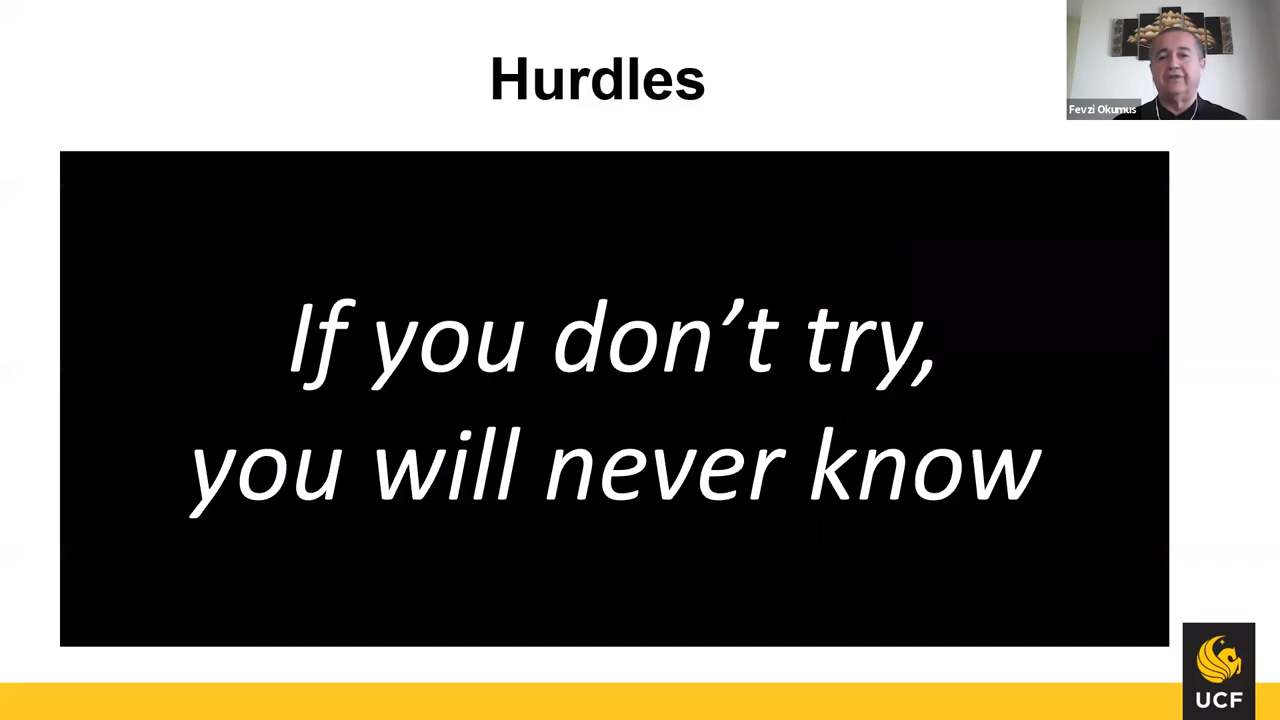 Hurdles
Fevzi Okumus
If you don’t try,
you will never know
UCF